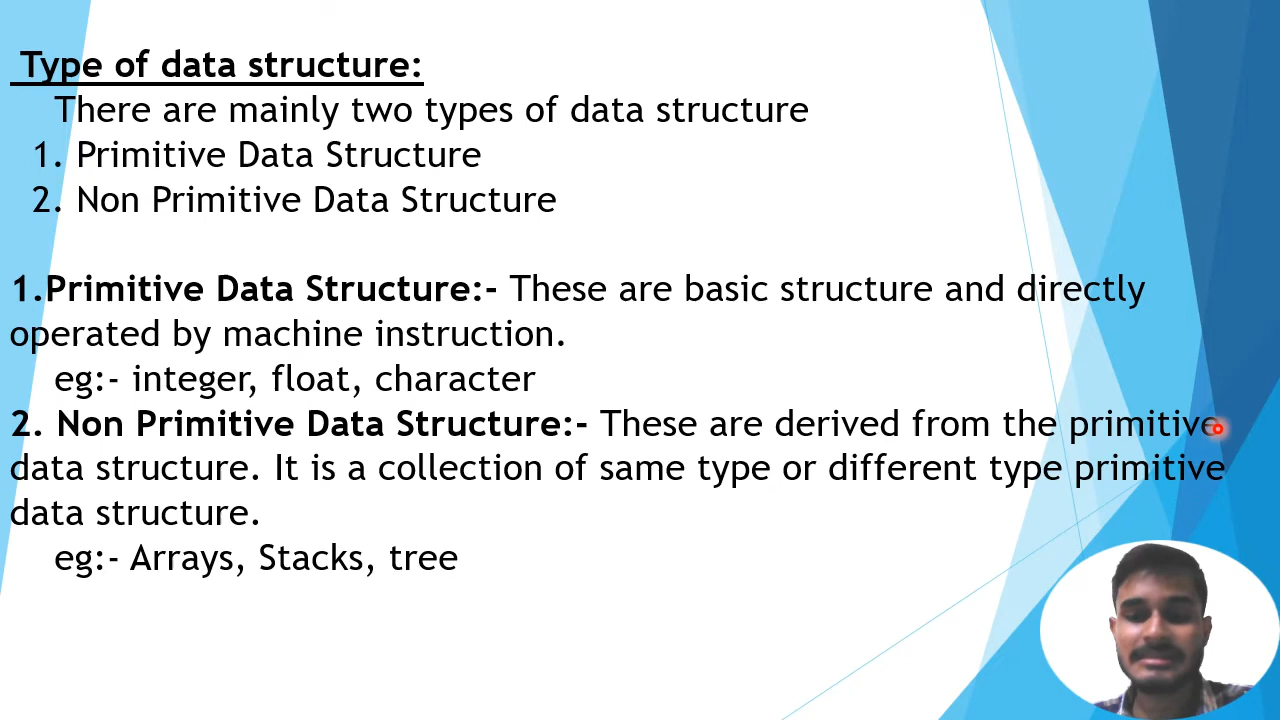 Type of data structure:
There are mainly two types of data structure
1. Primitive Data Structure
2. Non Primitive Data Structure
1.Primitive Data Structure:- These are basic structure and directly
operated by machine instruction.
eg:- integer, float, character
2. Non Primitive Data Structure:- These are derived from the primitive
data structure. It is a collection of same type or different type primitive
data structure.
eg:- Arrays, Stacks, tree